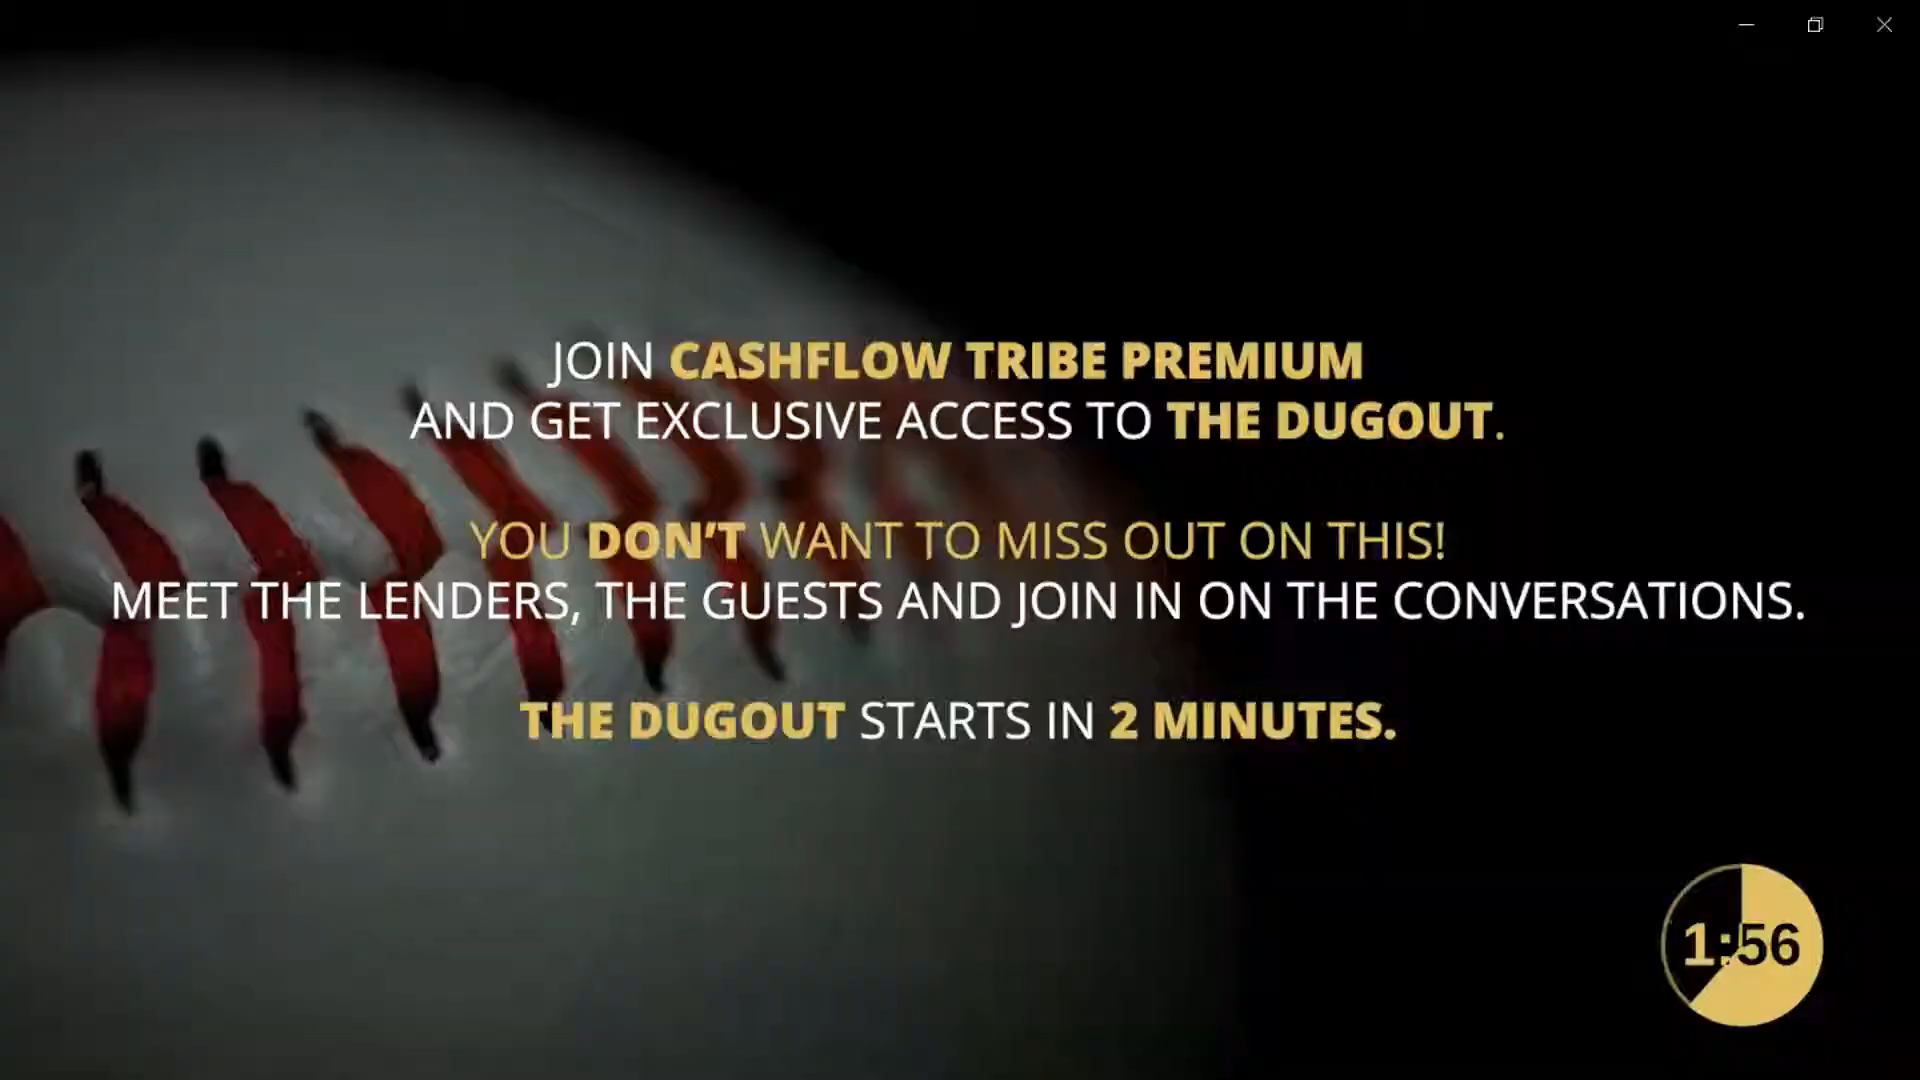 JOIN CASHFLOW TRIBE PREMIUM
AND GET EXCLUSIVE ACCESS TO THE DUGOUT.
YOU DON'T WANT TO MISS OUT ON THIS!
MEET THE LENDERS, THE GUESTS AND JOIN IN ON THE CONVERSATIONS.
THE DUGOUT STARTS IN 2 MINUTES.
1:56